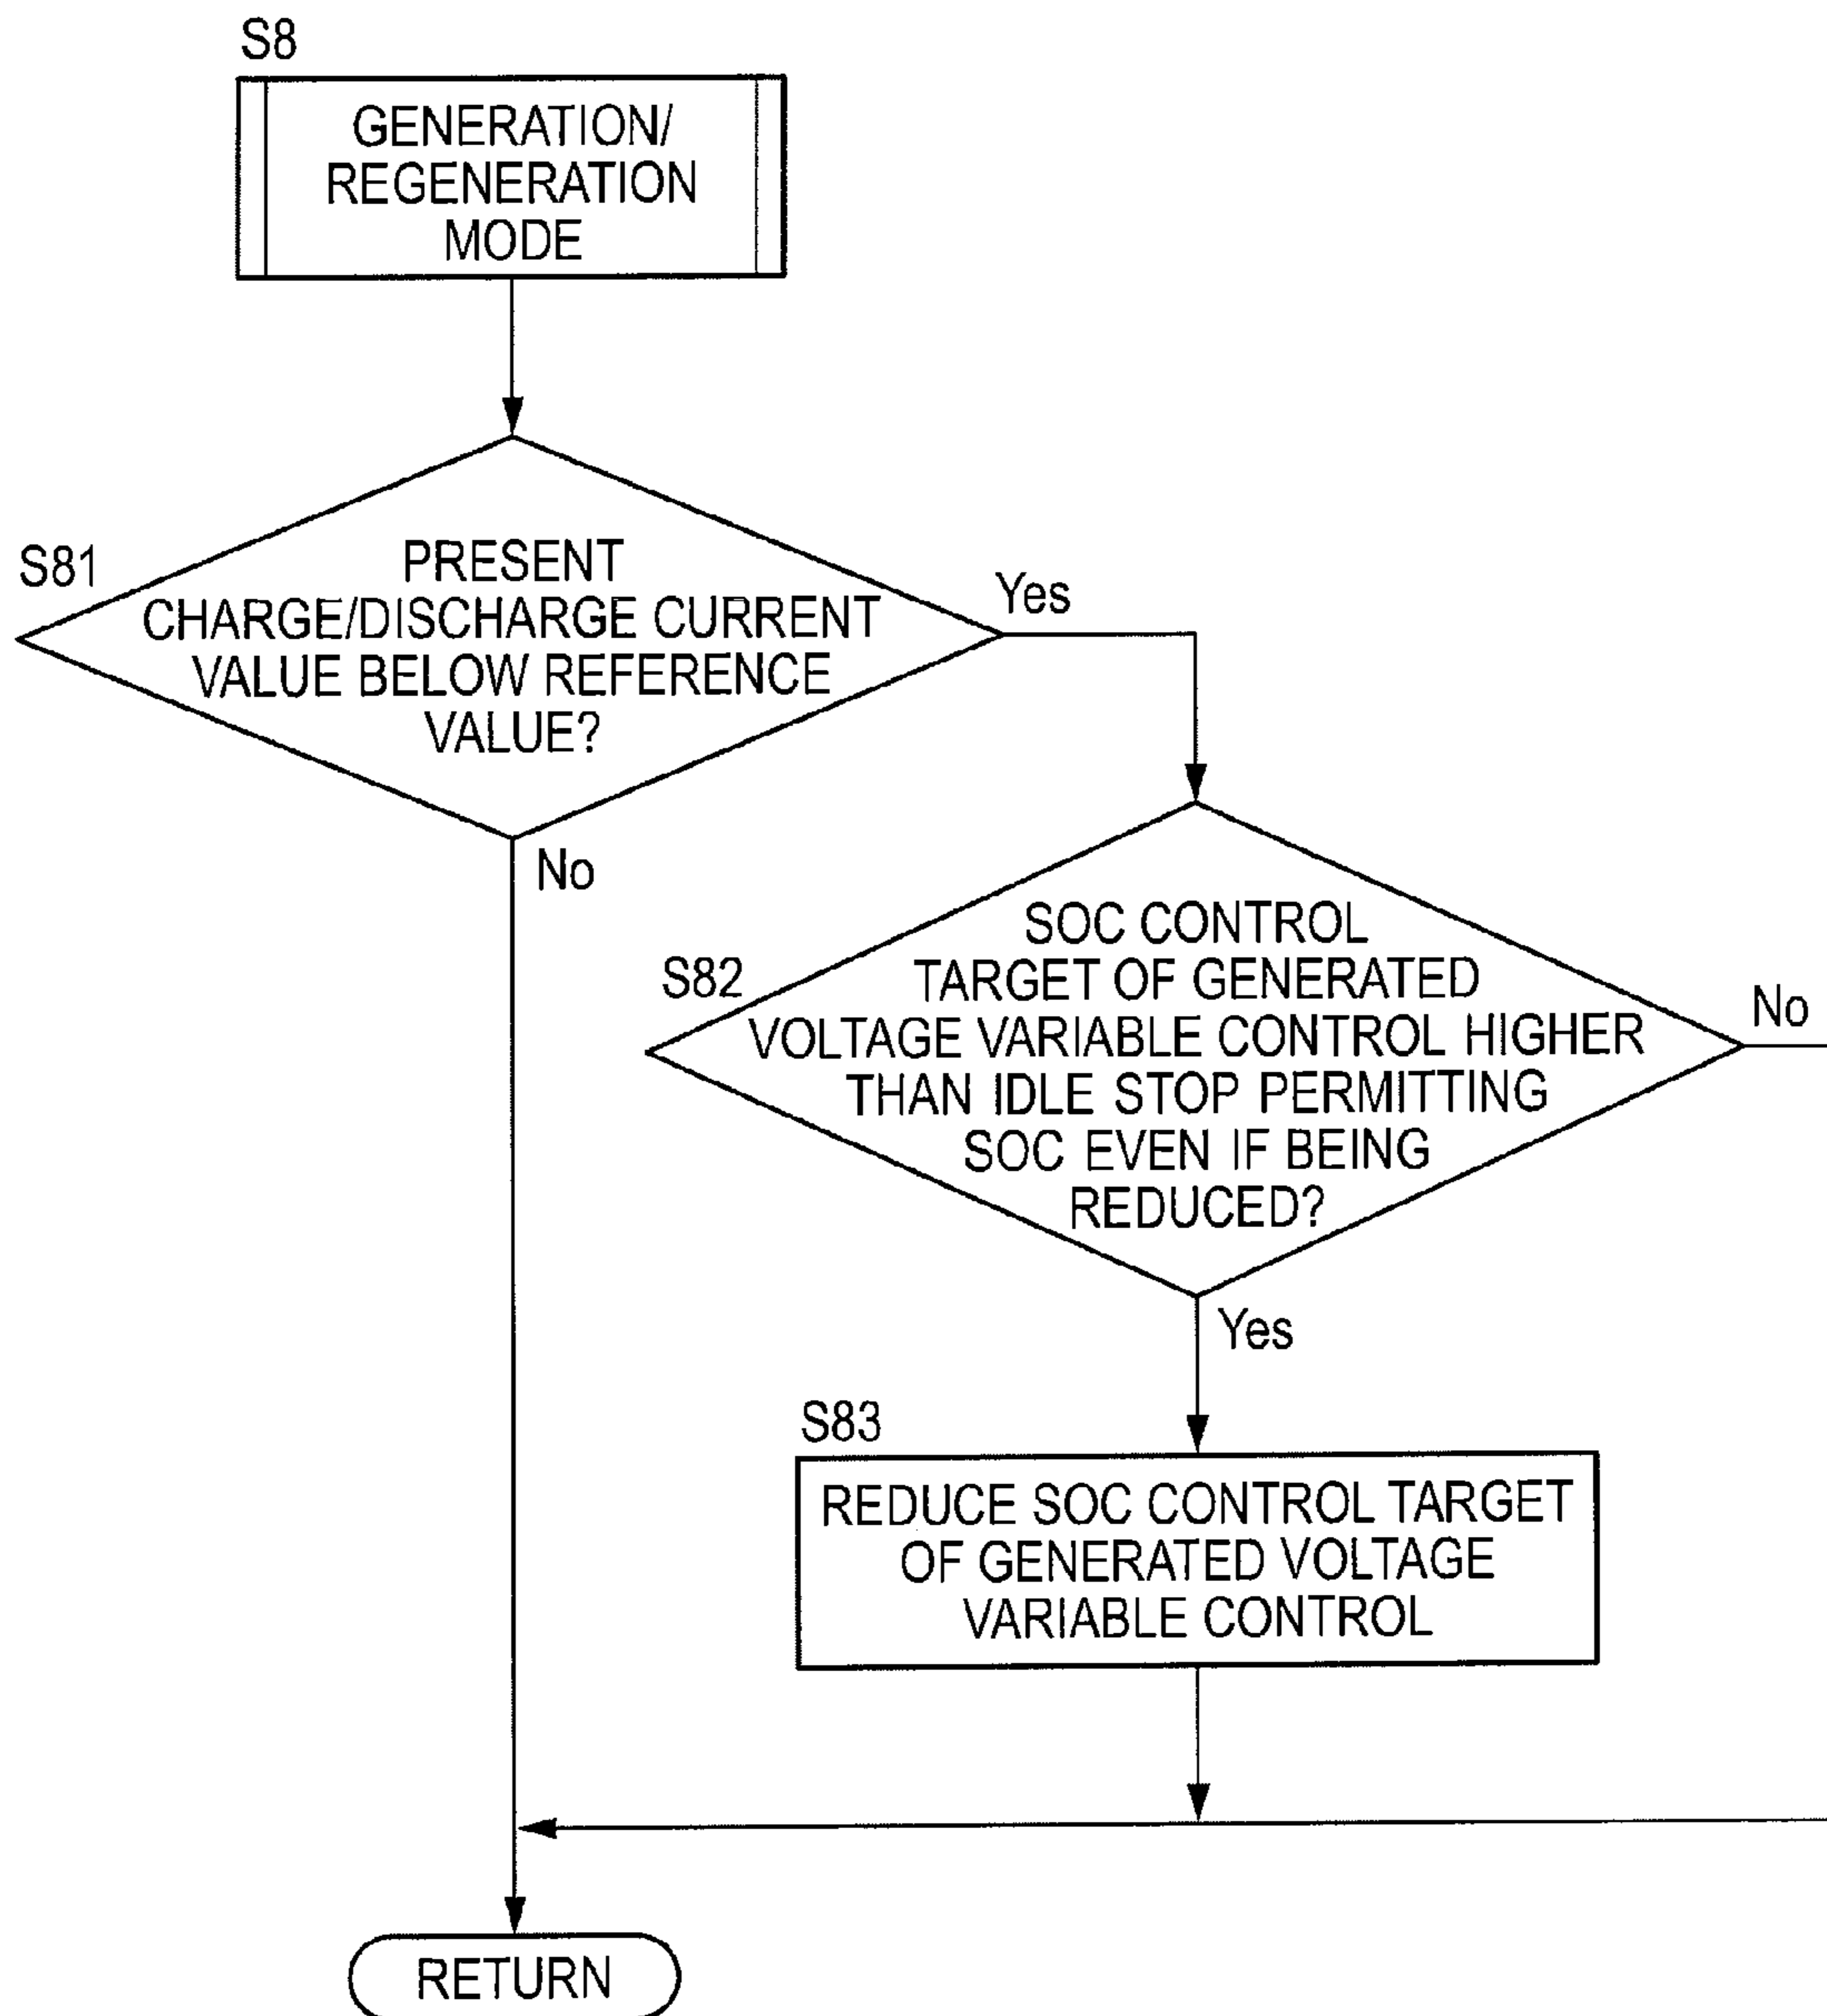 S8
GENERATION/
REGENERATION
MODE
S81
PRESENT
CHARGE/DISCHARGE CURRENT
VALUE BELOW REFERENCE
VALUE?
Yes
No
S82
SOC CONTROL
TARGET OF GENERATED
VOLTAGE VARIABLE CONTROL HIGHER
THAN IDLE STOP PERMITTING
SOC EVEN IF BEING
REDUCED?
No
Yes
S83
REDUCE SOC CONTROL TARGET
OF GENERATED VOLTAGE
VARIABLE CONTROL
RETURN